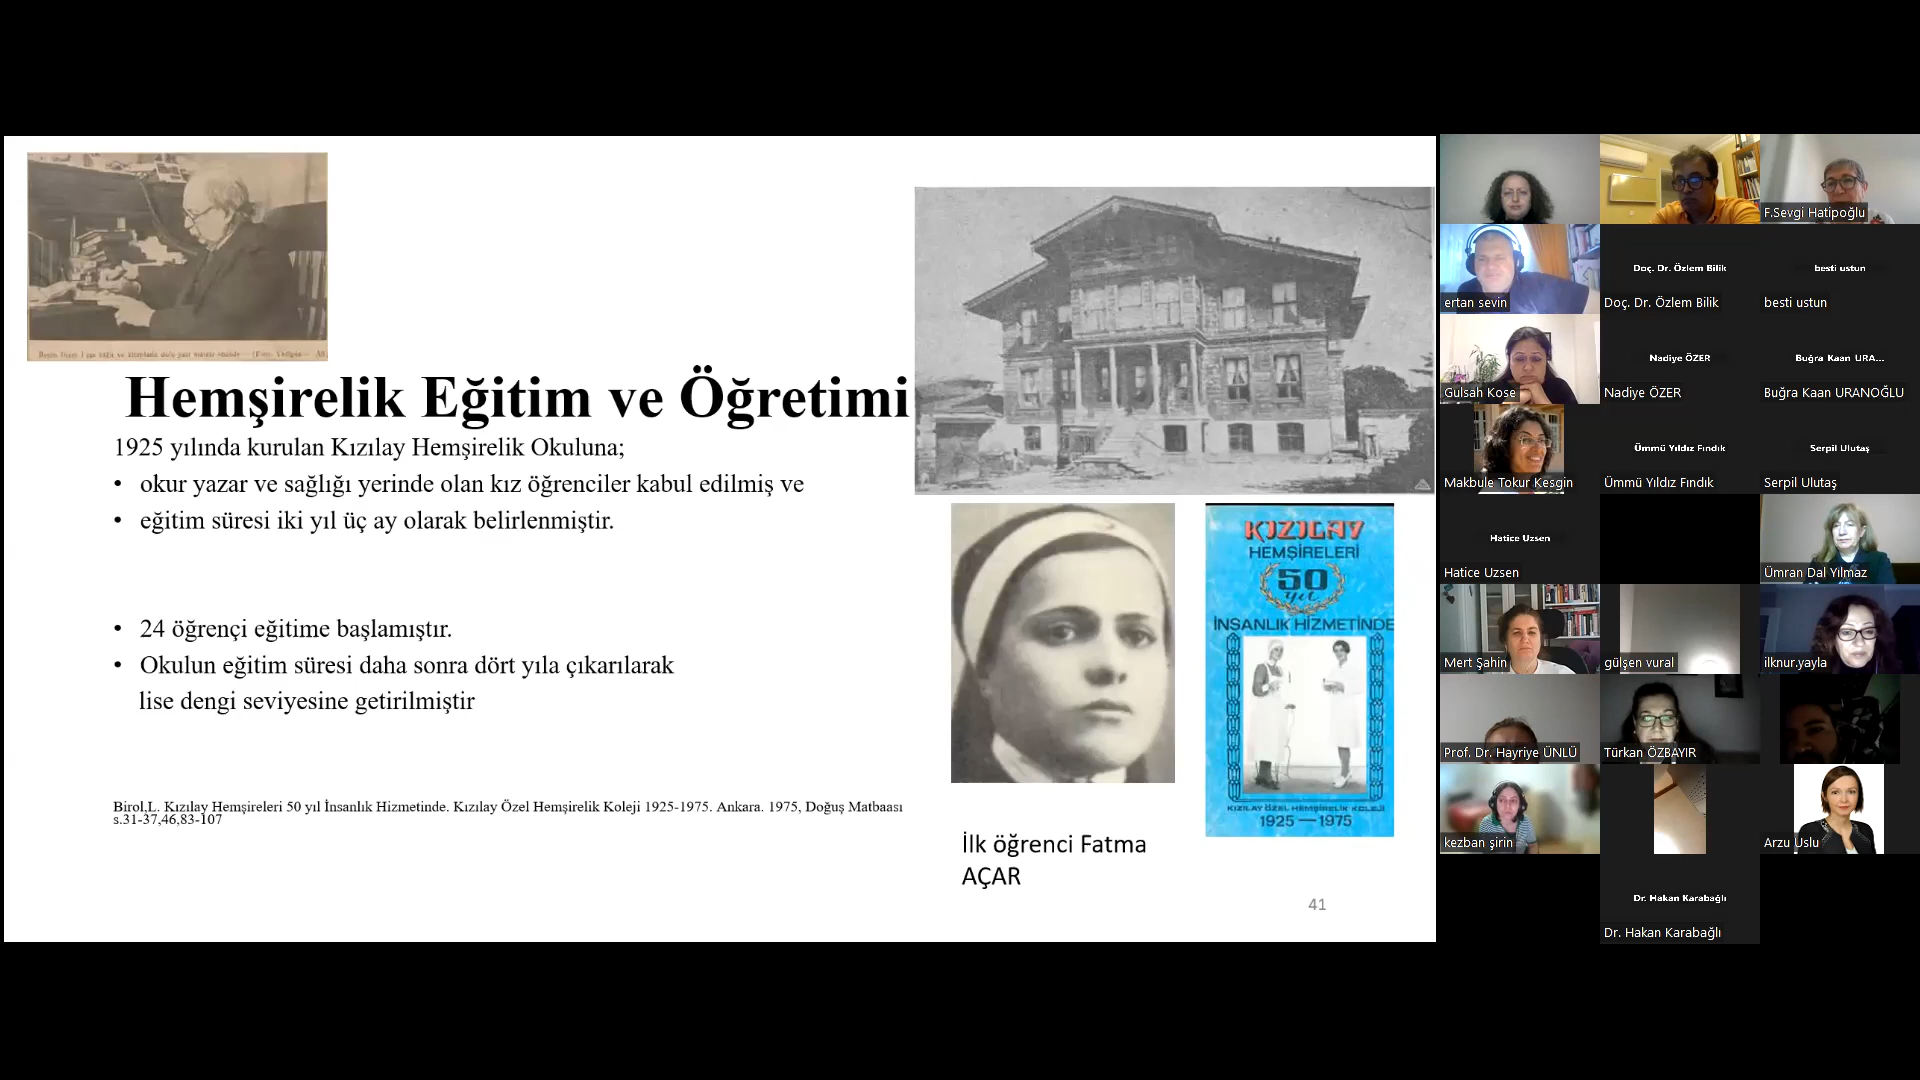 Hemşirelik Eğitim ve Öğretimi
1925 yılında kurulan Kızılay Hemşirelik Okuluna;
• okur yazar ve sağlığı yerinde olan kız öğrenciler kabul edilmiş ve
• eğitim süresi iki yıl üç ay olarak belirlenmiştir.
• 24 öğrençi eğitime başlamıştır.
• Okulun eğitim süresi daha sonra dört yıla çıkarılarak
lise dengi seviyesine getirilmiştir
Birol,L. Kızılay Hemşireleri 50 yıl İnsanlık Hizmetinde. Kızılay Özel Hemşirelik Koleji 1925-1975. Ankara. 1975, Doğuş Matbaası
s.31-37,46,83-107
KIZILAY
HEMŞİRELERİ
50
yıl
İNSANLIK HİZMETİNDE
KIZILAY ÖZEL HEMŞİRELİK KOLEJİ
1925 — 1975
İlk öğrenci Fatma
AÇAR
41
F.Sevgi Hatipoğlu
ertan sevin
Doç. Dr. Özlem Bilik
Doç. Dr. Özlem Bilik
besti ustun
besti ustun
Gulsah Kose
Nadiye ÖZER
Nadiye ÖZER
Buğra Kaan URA...
Buğra Kaan URANOĞLU
Makbule Tokur Kesgin
Ümmü Yıldız Fındık
Ümmü Yıldız Fındık
Serpil Ulutaş
Serpil Ulutaş
Hatice Uzsen
Hatice Uzsen
Ümran Dal Yılmaz
Mert Şahin
gülşen vural
ilknur.yayla
Prof. Dr. Hayriye ÜNLÜ
Türkan ÖZBAYIR
kezban şirin
Arzu Uslu
Dr. Hakan Karabağlı
Dr. Hakan Karabağlı